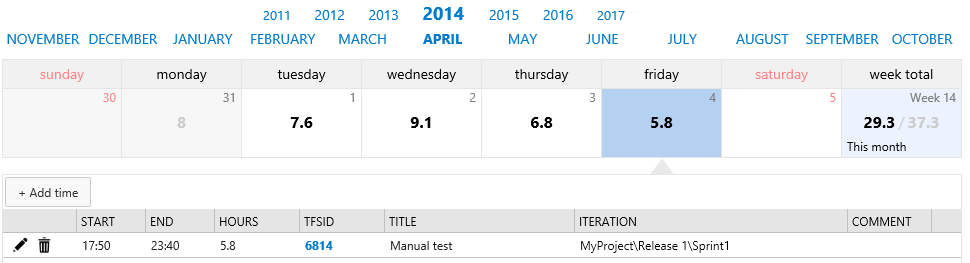 2011 2012 2013 2014 2015 2016 2017
NOVEMBER DECEMBER JANUARY FEBRUARY MARCH APRIL MAY JUNE JULY AUGUST SEPTEMBER OCTOBER
sunday monday tuesday wednesday thursday friday saturday week total
30 31 1 2 3 4 5 Week 14
8 7.6 9.1 6.8 5.8 29.3 / 37.3
This month
+ Add time
START END HOURS TFSID TITLE ITERATION COMMENT
17:50 23:40 5.8 6814 Manual test MyProject\Release 1\Sprint1